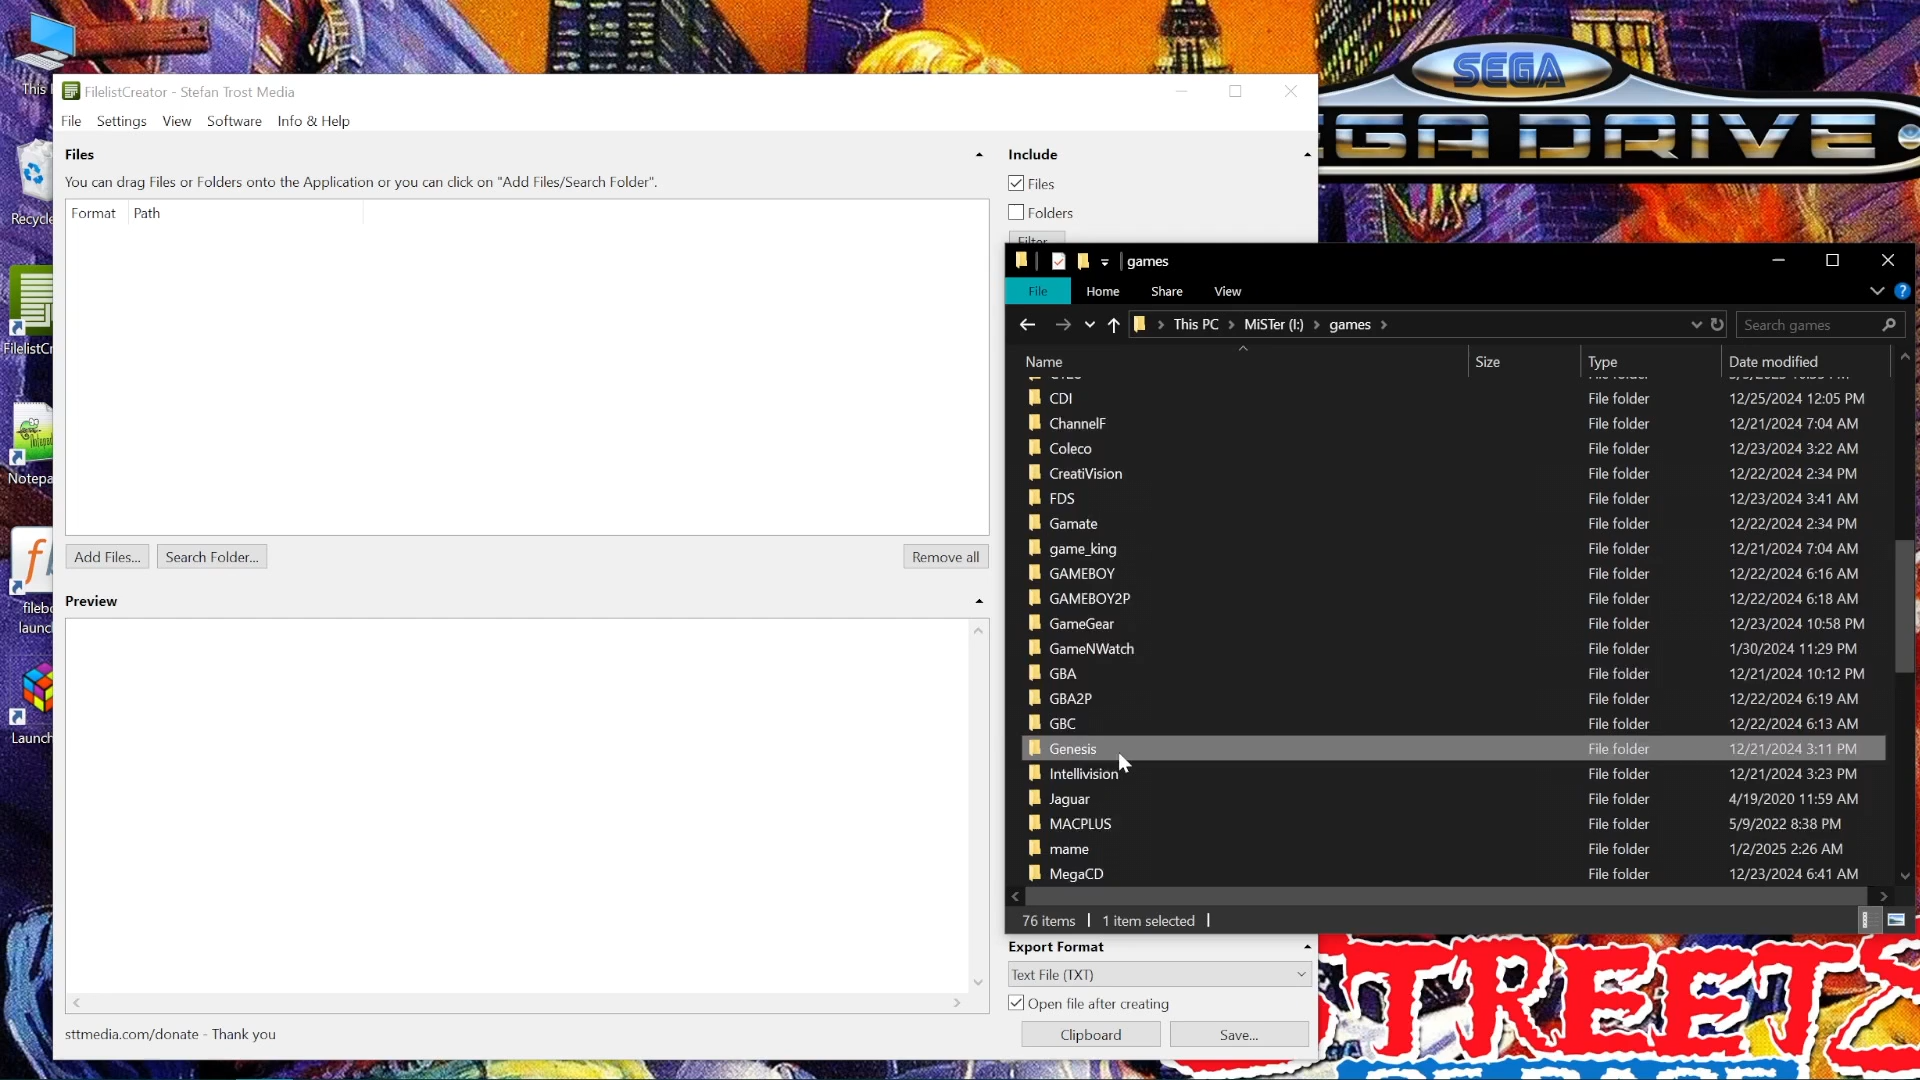 SEGA
EGA DRIVE
This
FilelistCreator - Stefan Trost Media
File Settings View Software Info & Help
Files
You can drag Files or Folders onto the Application or you can click on "Add Files/Search Folder".
Format Path
Include
Files
Folders
Filter
Recycle
FilelistCr
Notepa
filebo
launc
Launch
Add Files... Search Folder... Remove all
Preview
sttmedia.com/donate - Thank you
games
File Home Share View
This PC > MiSTer (I:) > games >
Search games
Name Size Type Date modified
CDI File folder 12/25/2024 12:05 PM
ChannelF File folder 12/21/2024 7:04 AM
Coleco File folder 12/23/2024 3:22 AM
CreatiVision File folder 12/22/2024 2:34 PM
FDS File folder 12/23/2024 3:41 AM
Gamate File folder 12/22/2024 2:34 PM
game_king File folder 12/21/2024 7:04 AM
GAMEBOY File folder 12/22/2024 6:16 AM
GAMEBOY2P File folder 12/22/2024 6:18 AM
GameGear File folder 12/23/2024 10:58 PM
GameNWatch File folder 1/30/2024 11:29 PM
GBA File folder 12/21/2024 10:12 PM
GBA2P File folder 12/22/2024 6:19 AM
GBC File folder 12/22/2024 6:13 AM
Genesis File folder 12/21/2024 3:11 PM
Intellivision File folder 12/21/2024 3:23 PM
Jaguar File folder 4/19/2020 11:59 AM
MACPLUS File folder 5/9/2022 8:38 PM
mame File folder 1/2/2025 2:26 AM
MegaCD File folder 12/23/2024 6:41 AM
76 items 1 item selected
Export Format
Text File (TXT)
Open file after creating
Clipboard Save...
TREETS